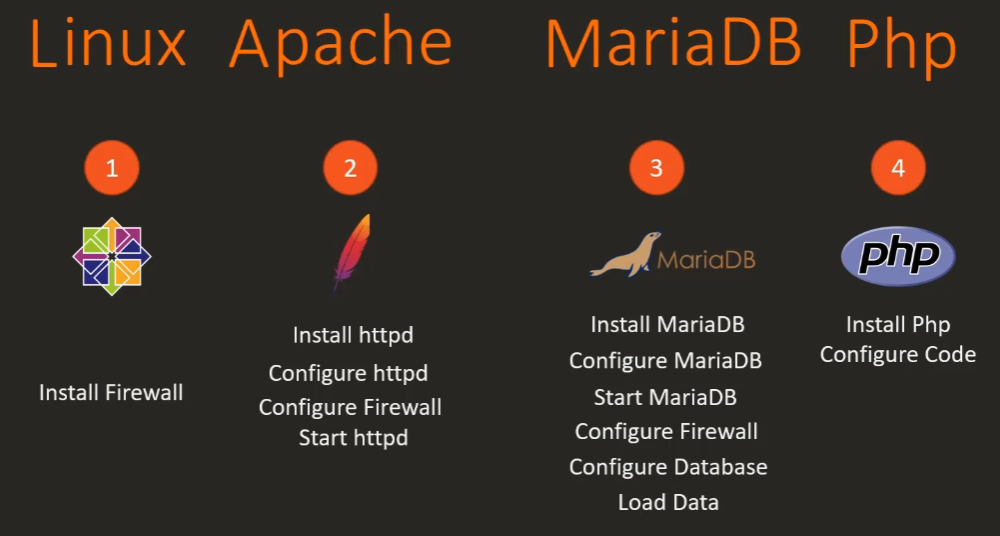 Linux
Apache
MariaDB
Php
1
2
3
4
MariaDB
php
Install Firewall
Install httpd
Configure httpd
Configure Firewall
Start httpd
Install MariaDB
Configure MariaDB
Start MariaDB
Configure Firewall
Configure Database
Load Data
Install Php
Configure Code